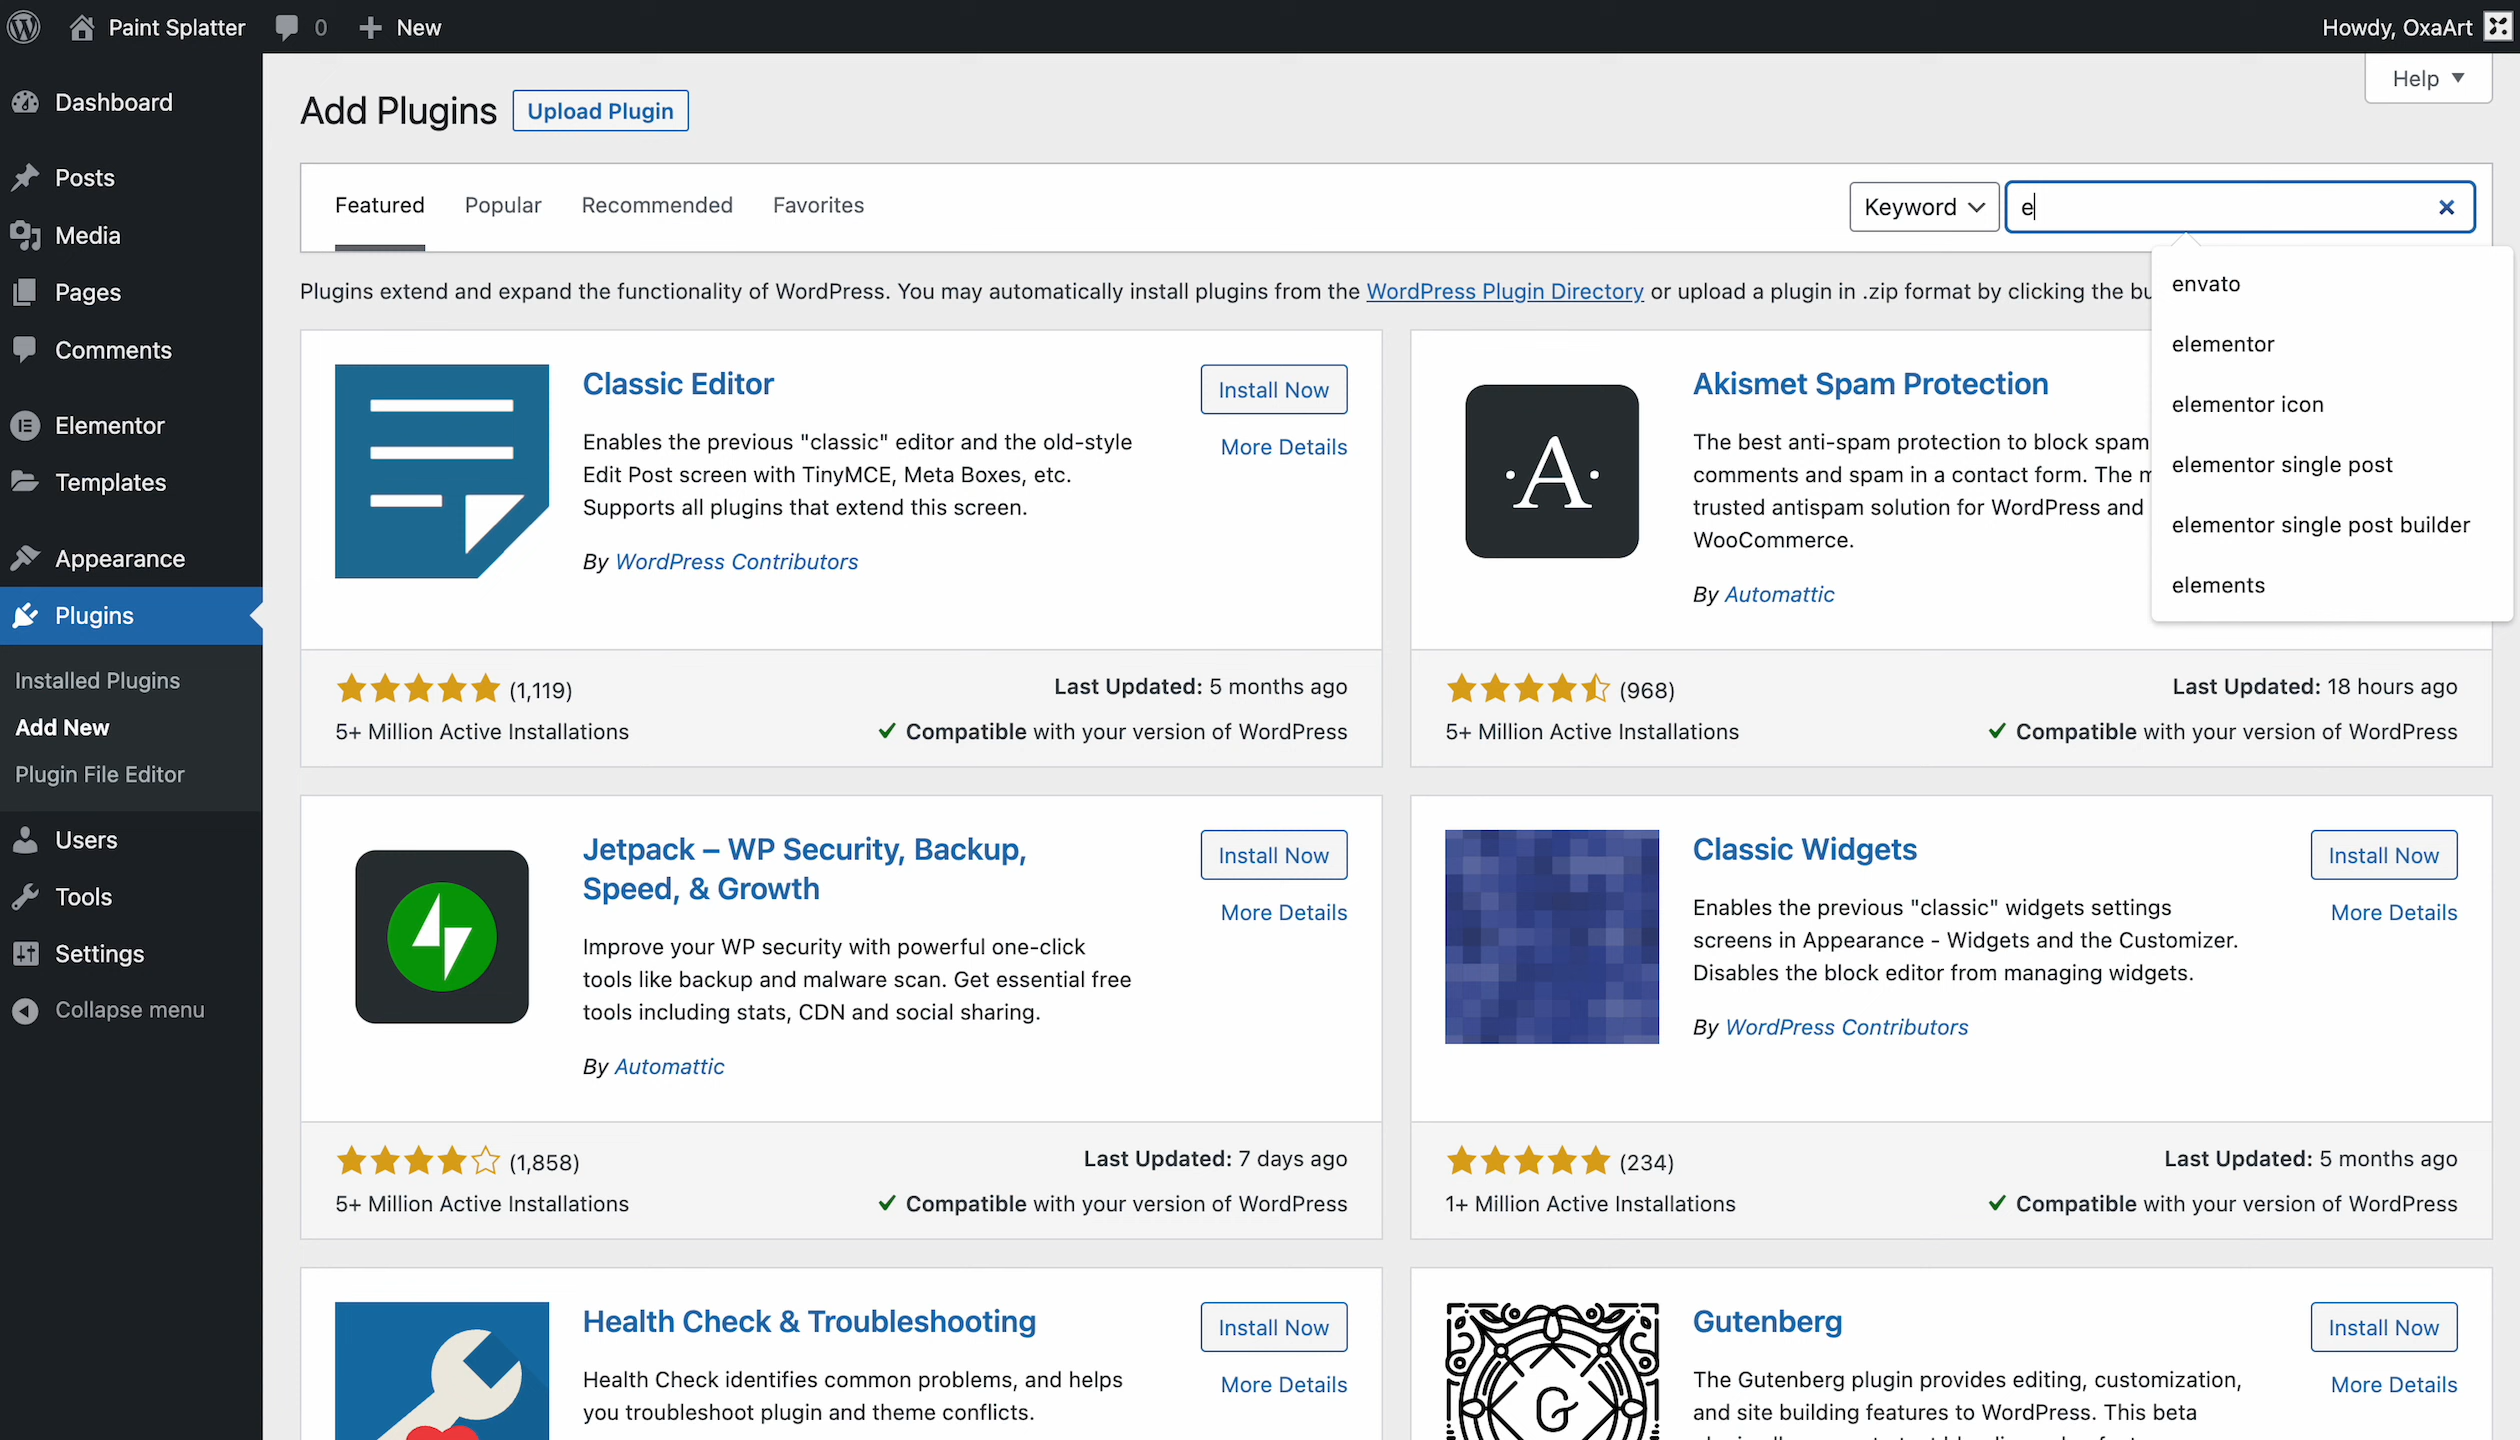 Paint Splatter
0
New
Howdy, OxaArt
Help
Dashboard
Posts
Media
Pages
Comments
Elementor
Templates
Appearance
Plugins
Installed Plugins
Add New
Plugin File Editor
Users
Tools
Settings
Collapse menu
Add Plugins
Upload Plugin
Featured
Popular
Recommended
Favorites
Keyword
e
envato
elementor
elementor icon
elementor single post
elementor single post builder
elements
Plugins extend and expand the functionality of WordPress. You may automatically install plugins from the WordPress Plugin Directory or upload a plugin in .zip format by clicking the bu
Classic Editor
Install Now
More Details
Enables the previous "classic" editor and the old-style
Edit Post screen with TinyMCE, Meta Boxes, etc.
Supports all plugins that extend this screen.
By WordPress Contributors
(1,119)
5+ Million Active Installations
Last Updated: 5 months ago
Compatible with your version of WordPress
A
Akismet Spam Protection
The best anti-spam protection to block spam
comments and spam in a contact form. The m
trusted antispam solution for WordPress and
WooCommerce.
By Automattic
(968)
5+ Million Active Installations
Last Updated: 18 hours ago
Compatible with your version of WordPress
Jetpack – WP Security, Backup,
Speed, & Growth
Install Now
More Details
Improve your WP security with powerful one-click
tools like backup and malware scan. Get essential free
tools including stats, CDN and social sharing.
By Automattic
(1,858)
5+ Million Active Installations
Last Updated: 7 days ago
Compatible with your version of WordPress
Classic Widgets
Install Now
More Details
Enables the previous "classic" widgets settings
screens in Appearance - Widgets and the Customizer.
Disables the block editor from managing widgets.
By WordPress Contributors
(234)
1+ Million Active Installations
Last Updated: 5 months ago
Compatible with your version of WordPress
Health Check & Troubleshooting
Install Now
More Details
Health Check identifies common problems, and helps
you troubleshoot plugin and theme conflicts.
G
Gutenberg
Install Now
More Details
The Gutenberg plugin provides editing, customization,
and site building features to WordPress. This beta